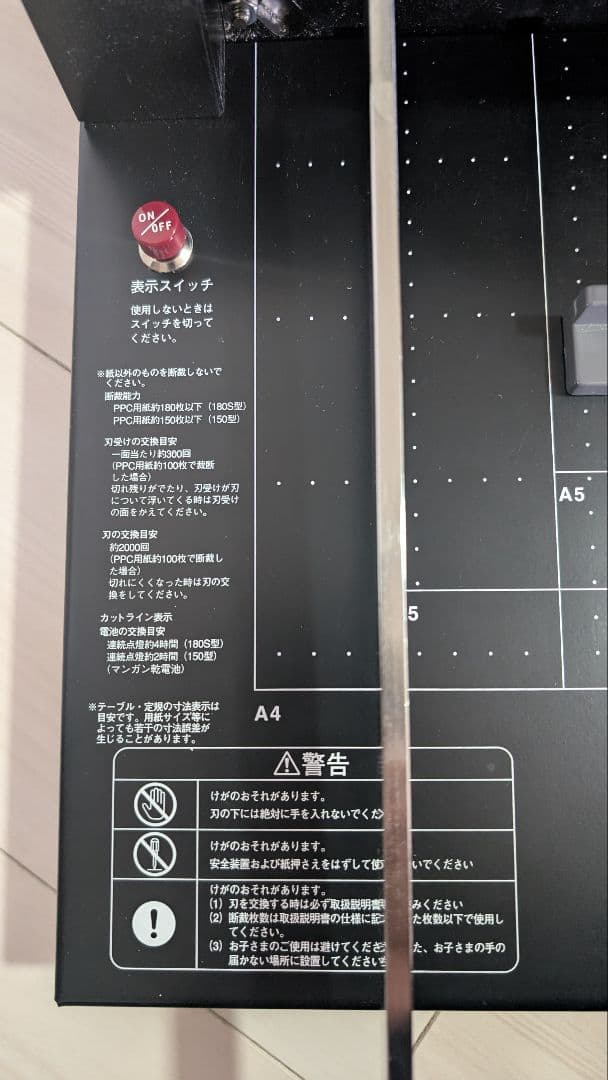 ON/OFF
表示スイッチ
使用しないときは
スイッチを切って
ください。
※紙以外のものを断裁しないで
ください。
断裁能力
PPC用紙約180枚以下（180S型）
PPC用紙約150枚以下（150型）
刃受けの交換目安
一面当たり約300回
(PPC用紙約100枚で裁断
した場合)
切れ残りがでたり、刃受けが刃
について浮いてくる時は刃受け
の面をかえてください。
刃の交換目安
約2000回
(PPC用紙約100枚で断裁し
た場合)
切れにくくなった時は刃の交
換をしてください。
カットライン表示
電池の交換目安
連続点燈約4時間（180S型）
連続点燈約2時間（150型）
(マンガン乾電池)
※テーブル・定規の寸法表示は
目安です。用紙サイズ等に
よっても若干の寸法誤差が
生じることがあります。
A5
5
A4
⚠警告
けがのおそれがあります。
刃の下には絶対に手を入れないでくだ
けがのおそれがあります。
安全装置および紙押さえをはずして使 いでください
けがのおそれがあります。
(1) 刃を交換する時は必ず取扱説明書 みください
(2) 断裁枚数は取扱説明書の仕様に記 た枚数以下で使用し
てください。
(3) お子さまのご使用は避けてくださ た、お子さまの手の
届かない場所に設置してください